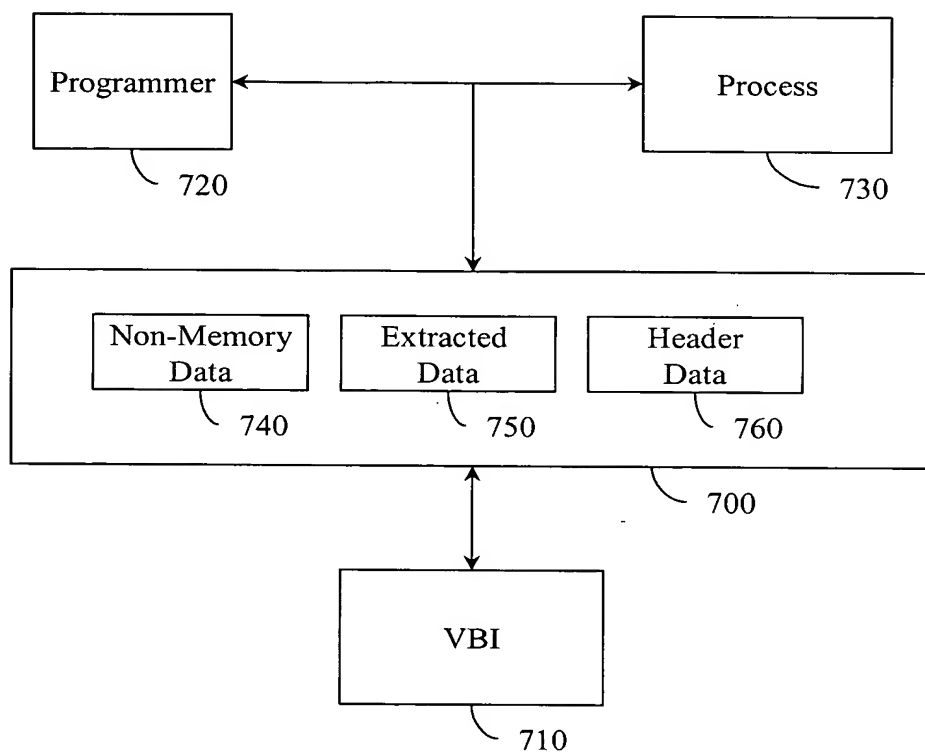 Programmer
Process
720
730
Non-Memory
Data
Extracted
Data
Header
Data
740
750
760
700
VBI
710